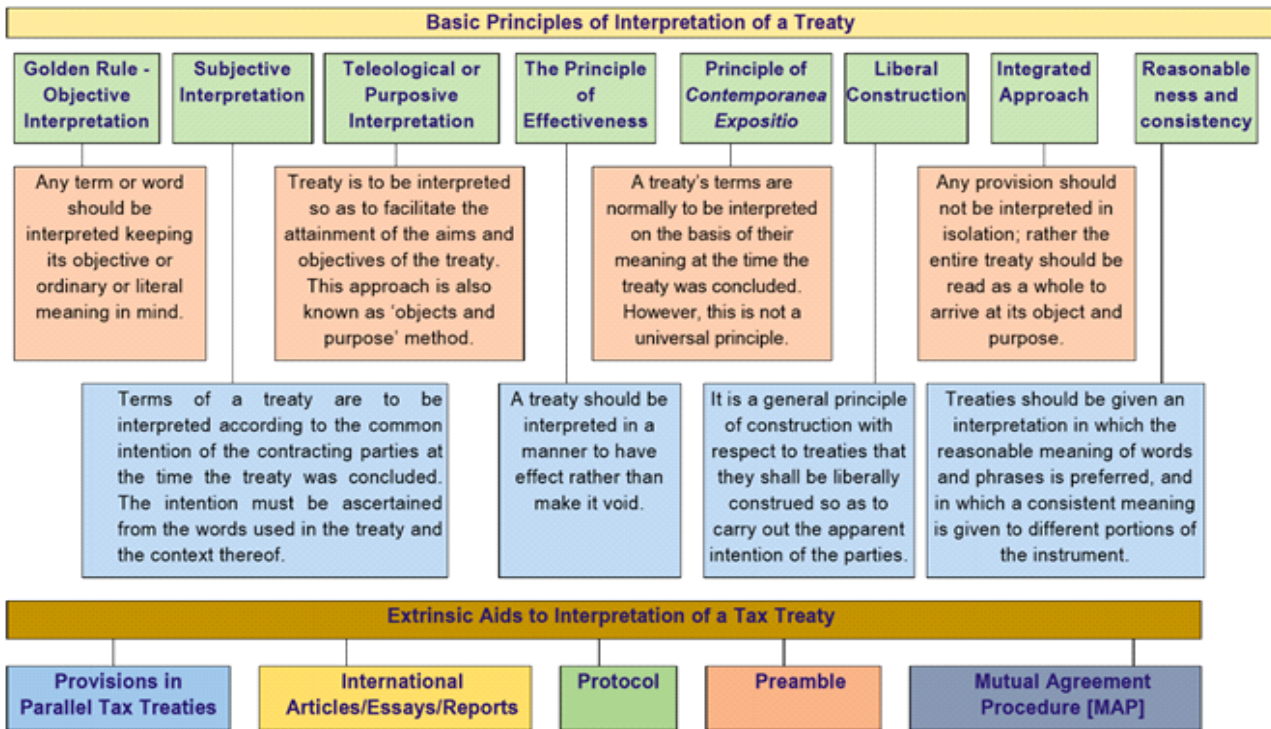 Basic Principles of Interpretation of a Treaty
Golden Rule -
Objective
Interpretation
Subjective
Interpretation
Teleological or
Purposive
Interpretation
The Principle
of
Effectiveness
Principle of
Contemporanea
Expositio
Liberal
Construction
Integrated
Approach
Reasonable
ness and
consistency
Any term or word
should be
interpreted keeping
its objective or
ordinary or literal
meaning in mind.
Treaty is to be interpreted
so as to facilitate the
attainment of the aims and
objectives of the treaty.
This approach is also
known as ‘objects and
purpose’ method.
A treaty’s terms are
normally to be interpreted
on the basis of their
meaning at the time the
treaty was concluded.
However, this is not a
universal principle.
Any provision should
not be interpreted in
isolation; rather the
entire treaty should be
read as a whole to
arrive at its object and
purpose.
Terms of a treaty are to be
interpreted according to the common
intention of the contracting parties at
the time the treaty was concluded.
The intention must be ascertained
from the words used in the treaty and
the context thereof.
A treaty should be
interpreted in a
manner to have
effect rather than
make it void.
It is a general principle
of construction with
respect to treaties that
they shall be liberally
construed so as to
carry out the apparent
intention of the parties.
Treaties should be given an
interpretation in which the
reasonable meaning of words
and phrases is preferred, and
in which a consistent meaning
is given to different portions of
the instrument.
Extrinsic Aids to Interpretation of a Tax Treaty
Provisions in
Parallel Tax Treaties
International
Articles/Essays/Reports
Protocol
Preamble
Mutual Agreement
Procedure [MAP]